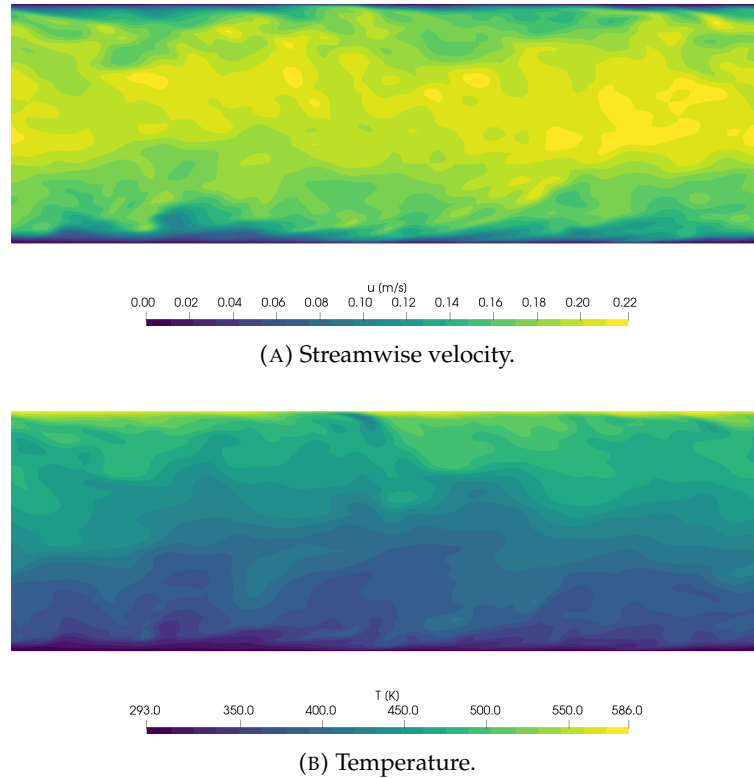 u (m/s)
0.00 0.02 0.04 0.06 0.08 0.10 0.12 0.14 0.16 0.18 0.20 0.22
(A) Streamwise velocity.
T (K)
293.0 350.0 400.0 450.0 500.0 550.0 586.0
(B) Temperature.